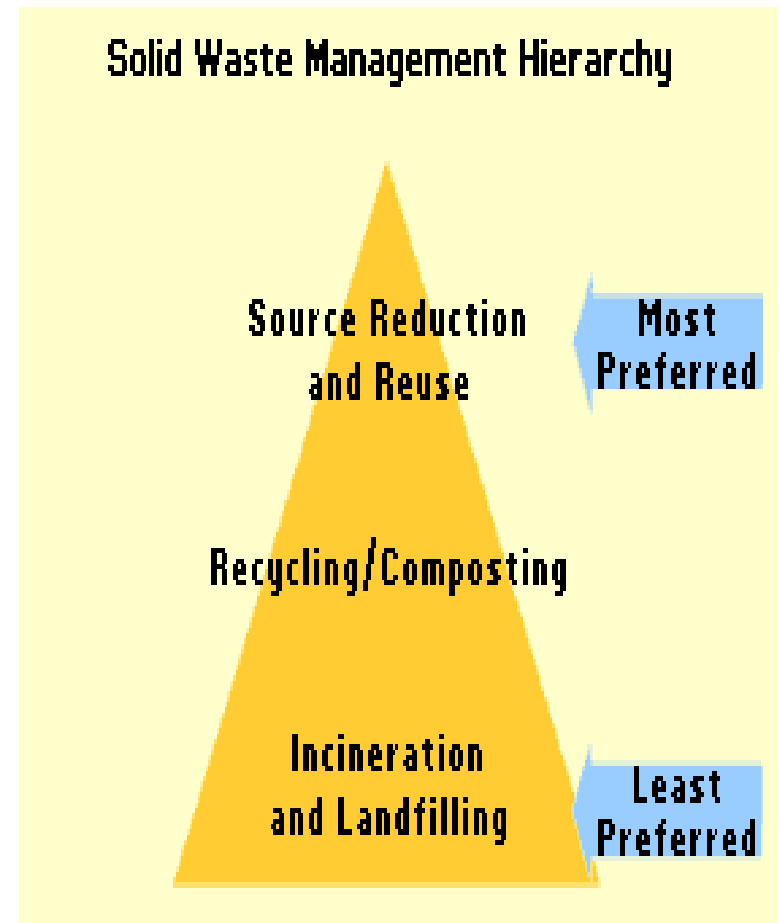 Solid Waste Management Hierarchy
Source Reduction
and Reuse
Most
Preferred
Recycling/Composting
Incineration
and Landfilling
Least
Preferred